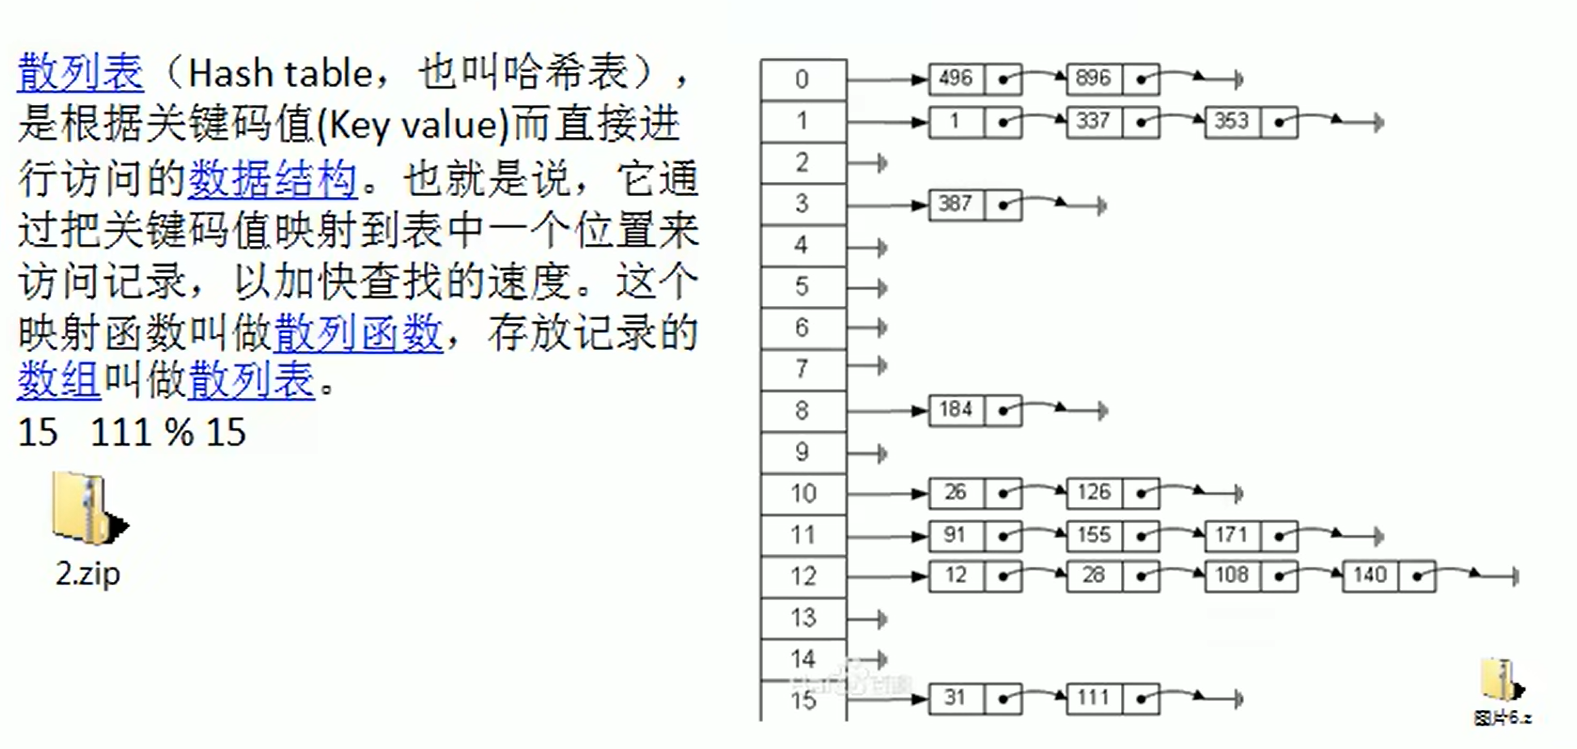 散列表（Hash table，也叫哈希表），
是根据关键码值(Key value)而直接进
行访问的数据结构。也就是说，它通
过把关键码值映射到表中一个位置来
访问记录，以加快查找的速度。这个
映射函数叫做散列函数，存放记录的
数组叫做散列表。
15 111 % 15
2.zip
0 496 896
1 1 337 353
2
3 387
4
5
6
7
8 184
9
10 26 126
11 91 155 171
12 12 28 108 140
13
14
15 31 111
图片6.z